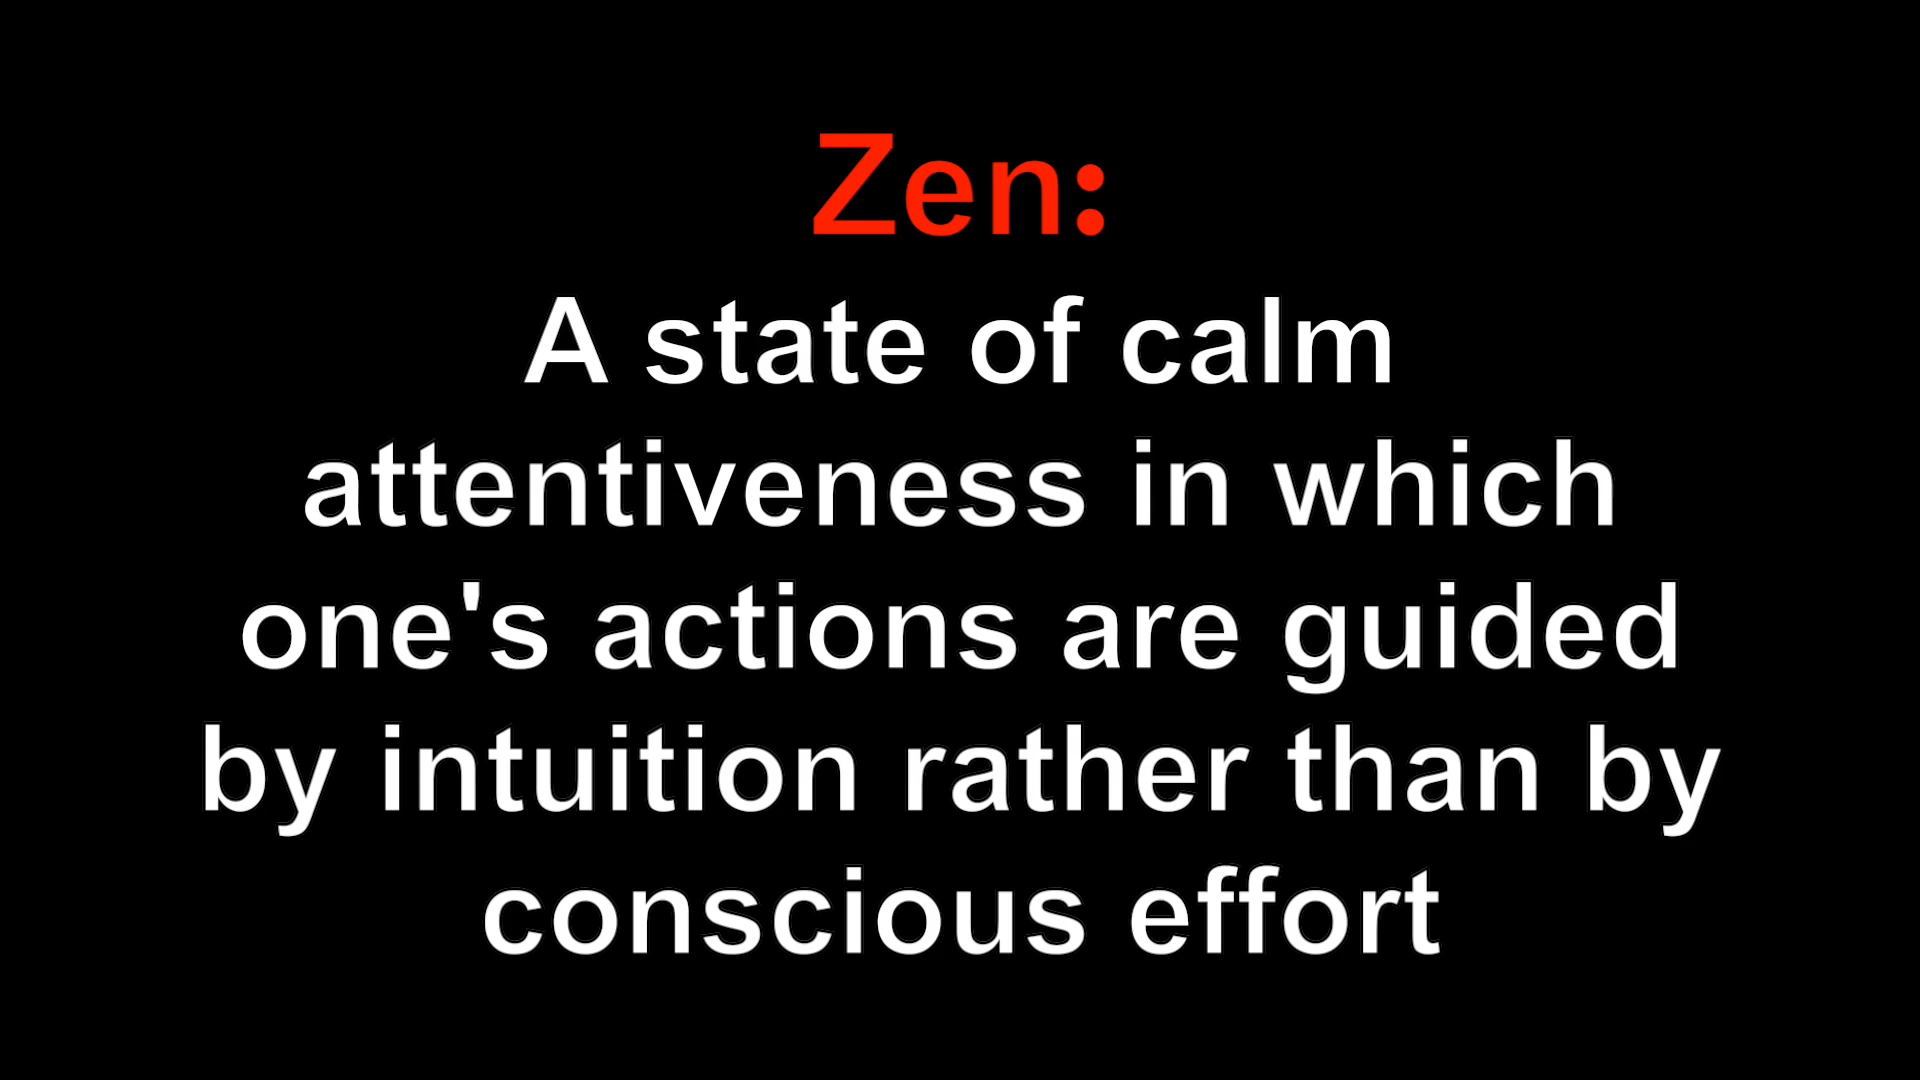 Zen:
A state of calm
attentiveness in which
one's actions are guided
by intuition rather than by
conscious effort